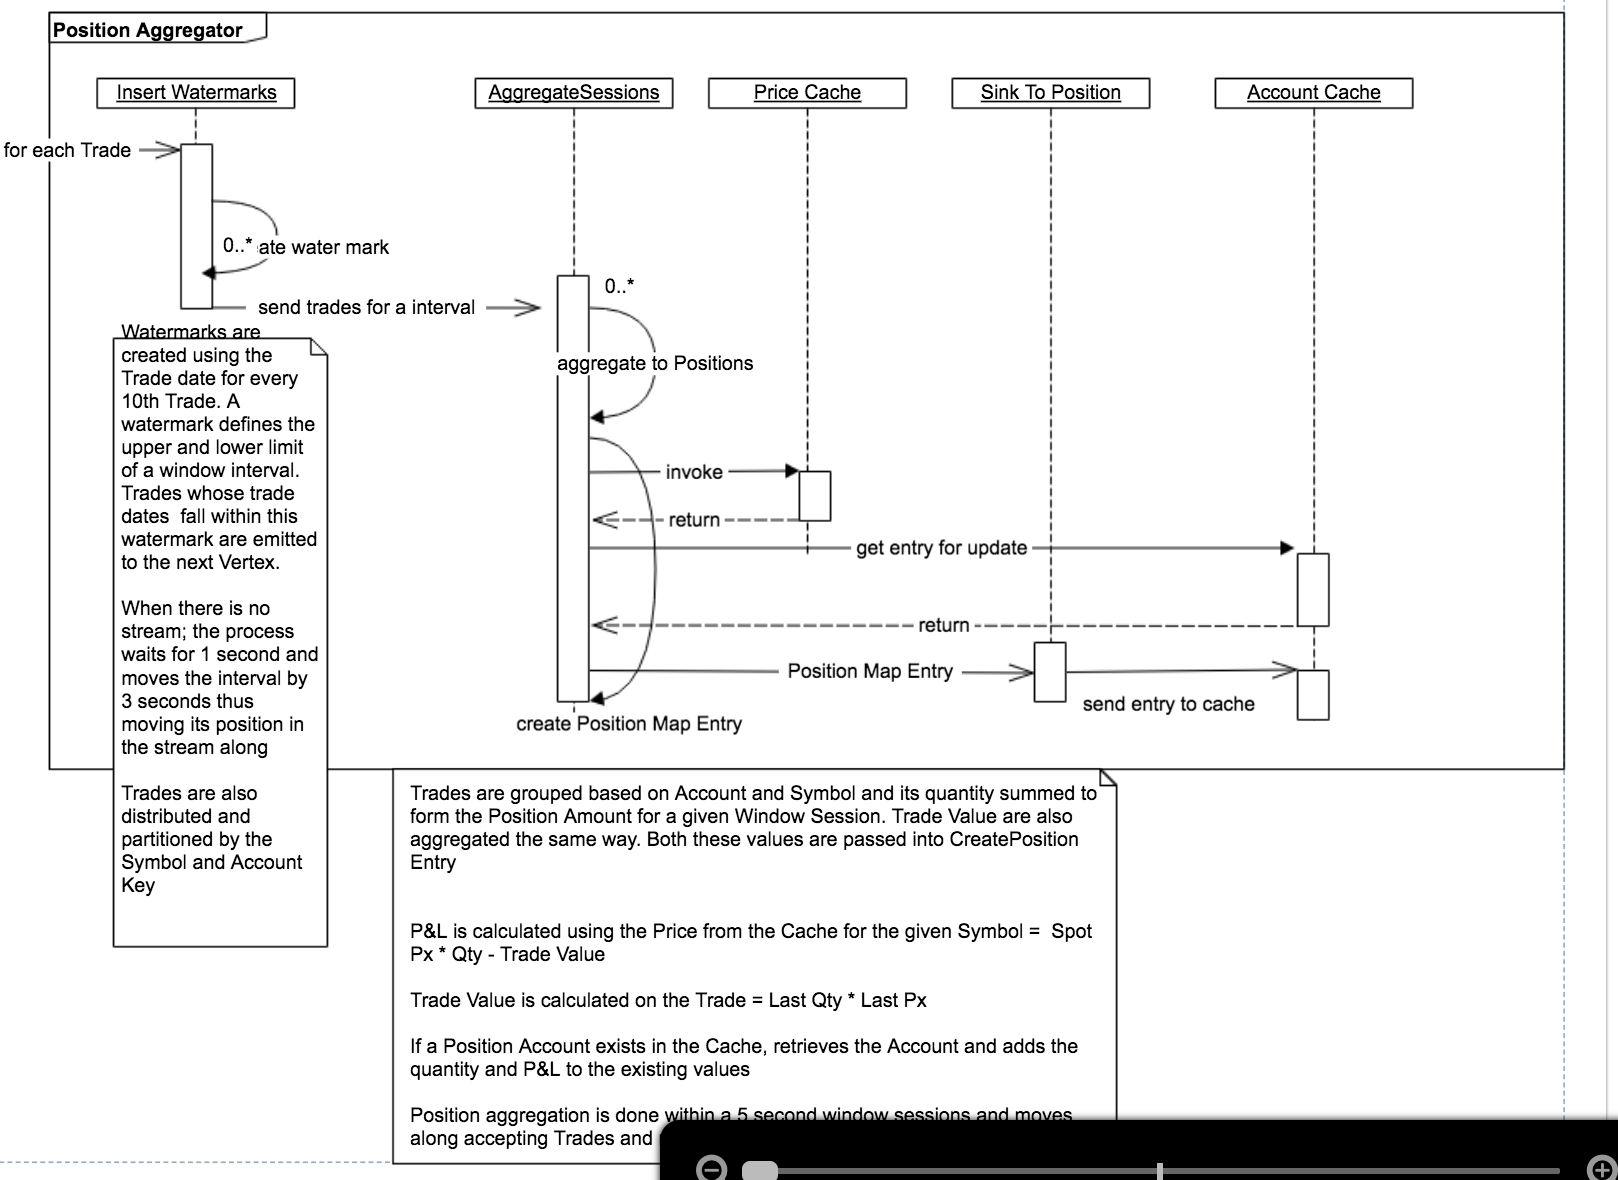 Position Aggregator
Insert Watermarks
AggregateSessions
Price Cache
Sink To Position
Account Cache
for each Trade
0..* ate water mark
send trades for a interval
0..*
aggregate to Positions
invoke
return
get entry for update
return
Position Map Entry
send entry to cache
create Position Map Entry
Watermarks are
created using the
Trade date for every
10th Trade. A
watermark defines the
upper and lower limit
of a window interval.
Trades whose trade
dates  fall within this
watermark are emitted
to the next Vertex.
When there is no
stream; the process
waits for 1 second and
moves the interval by
3 seconds thus
moving its position in
the stream along
Trades are also
distributed and
partitioned by the
Symbol and Account
Key
Trades are grouped based on Account and Symbol and its quantity summed to
form the Position Amount for a given Window Session. Trade Value are also
aggregated the same way. Both these values are passed into CreatePosition
Entry
P&L is calculated using the Price from the Cache for the given Symbol =  Spot
Px * Qty - Trade Value
Trade Value is calculated on the Trade = Last Qty * Last Px
If a Position Account exists in the Cache, retrieves the Account and adds the
quantity and P&L to the existing values
Position aggregation is done within a 5 second window sessions and moves
along accepting Trades and